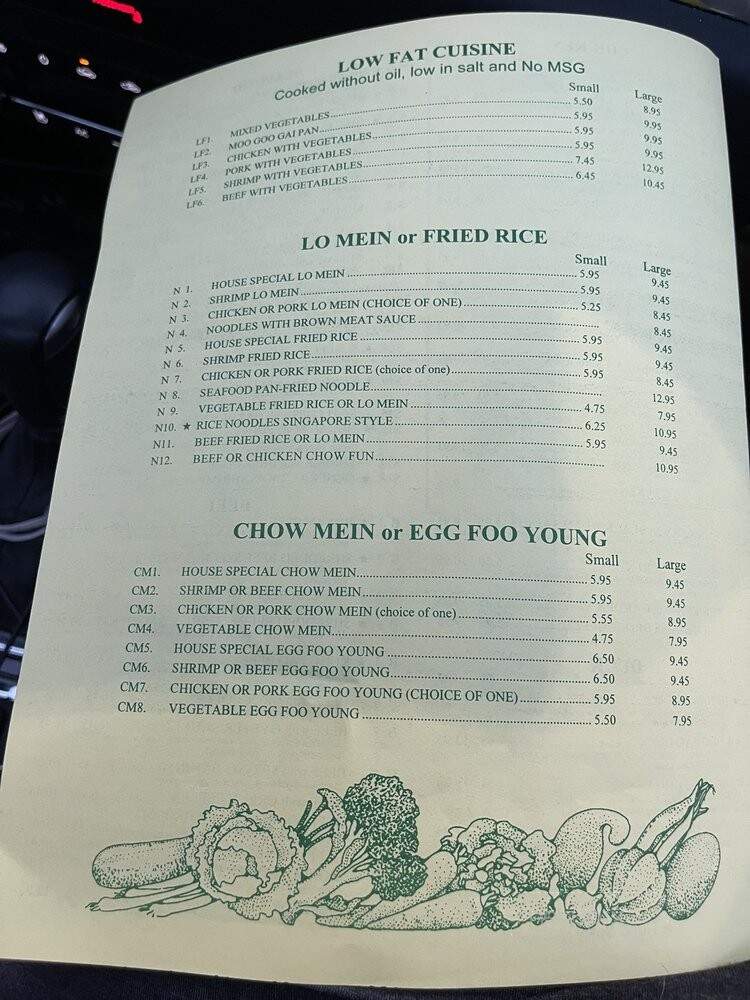 LOW FAT CUISINE
Cooked without oil, low in salt and No MSG
Small Large
LF1. MIXED VEGETABLES 5.50 8.95
LF2. MOO GOO GAI PAN 5.95 9.95
LF3. CHICKEN WITH VEGETABLES 5.95 9.95
LF4. PORK WITH VEGETABLES 5.95 9.95
LF5. SHRIMP WITH VEGETABLES 7.45 12.95
LF6. BEEF WITH VEGETABLES 6.45 10.45
LO MEIN or FRIED RICE
Small Large
N 1. HOUSE SPECIAL LO MEIN 5.95 9.45
N 2. SHRIMP LO MEIN 5.95 9.45
N 3. CHICKEN OR PORK LO MEIN (CHOICE OF ONE) 5.25 8.45
N 4. NOODLES WITH BROWN MEAT SAUCE 8.45
N 5. HOUSE SPECIAL FRIED RICE 5.95 9.45
N 6. SHRIMP FRIED RICE 5.95 9.45
N 7. CHICKEN OR PORK FRIED RICE (choice of one) 5.95 8.45
N 8. SEAFOOD PAN-FRIED NOODLE 12.95
N 9. VEGETABLE FRIED RICE OR LO MEIN 4.75 7.95
N10. ★ RICE NOODLES SINGAPORE STYLE 6.25 10.95
N11. BEEF FRIED RICE OR LO MEIN 5.95 9.45
N12. BEEF OR CHICKEN CHOW FUN 10.95
CHOW MEIN or EGG FOO YOUNG
Small Large
CM1. HOUSE SPECIAL CHOW MEIN 5.95 9.45
CM2. SHRIMP OR BEEF CHOW MEIN 5.95 9.45
CM3. CHiCKEN OR PORK CHOW MEIN (choice of one) 5.55 8.95
CM4. VEGETABLE CHOW MEIN 4.75 7.95
CM5. HOUSE SPECIAL EGG FOO YOUNG 6.50 9.45
CM6. SHRIMP OR BEEF EGG FOO YOUNG 6.50 9.45
CM7. CHICKEN OR PORK EGG FOO YOUNG (CHOICE OF ONE) 5.95 8.95
CM8. VEGETABLE EGG FOO YOUNG 5.50 7.95